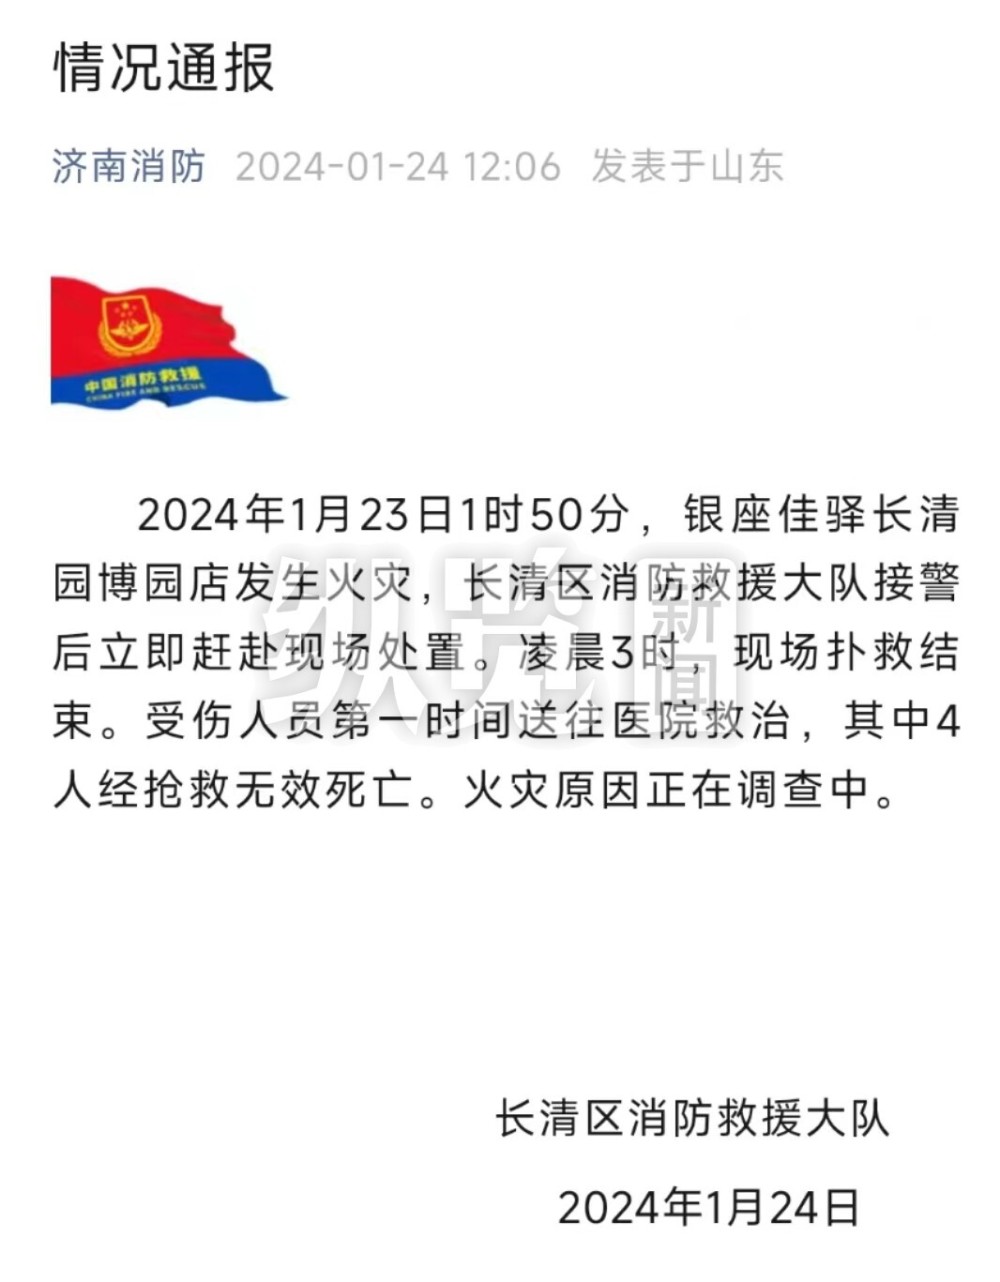 情况通报
济南消防 2024-01-24 12:06 发表于山东
中国消防救援
CHINA FIRE AND RESCUE
2024年1月23日1时50分，银座佳驿长清
园博园店发生火灾，长清区消防救援大队接警
后立即赶赴现场处置。凌晨3时，现场扑救结
束。受伤人员第一时间送往医院救治，其中4
人经抢救无效死亡。火灾原因正在调查中。
纵览新闻
长清区消防救援大队
2024年1月24日